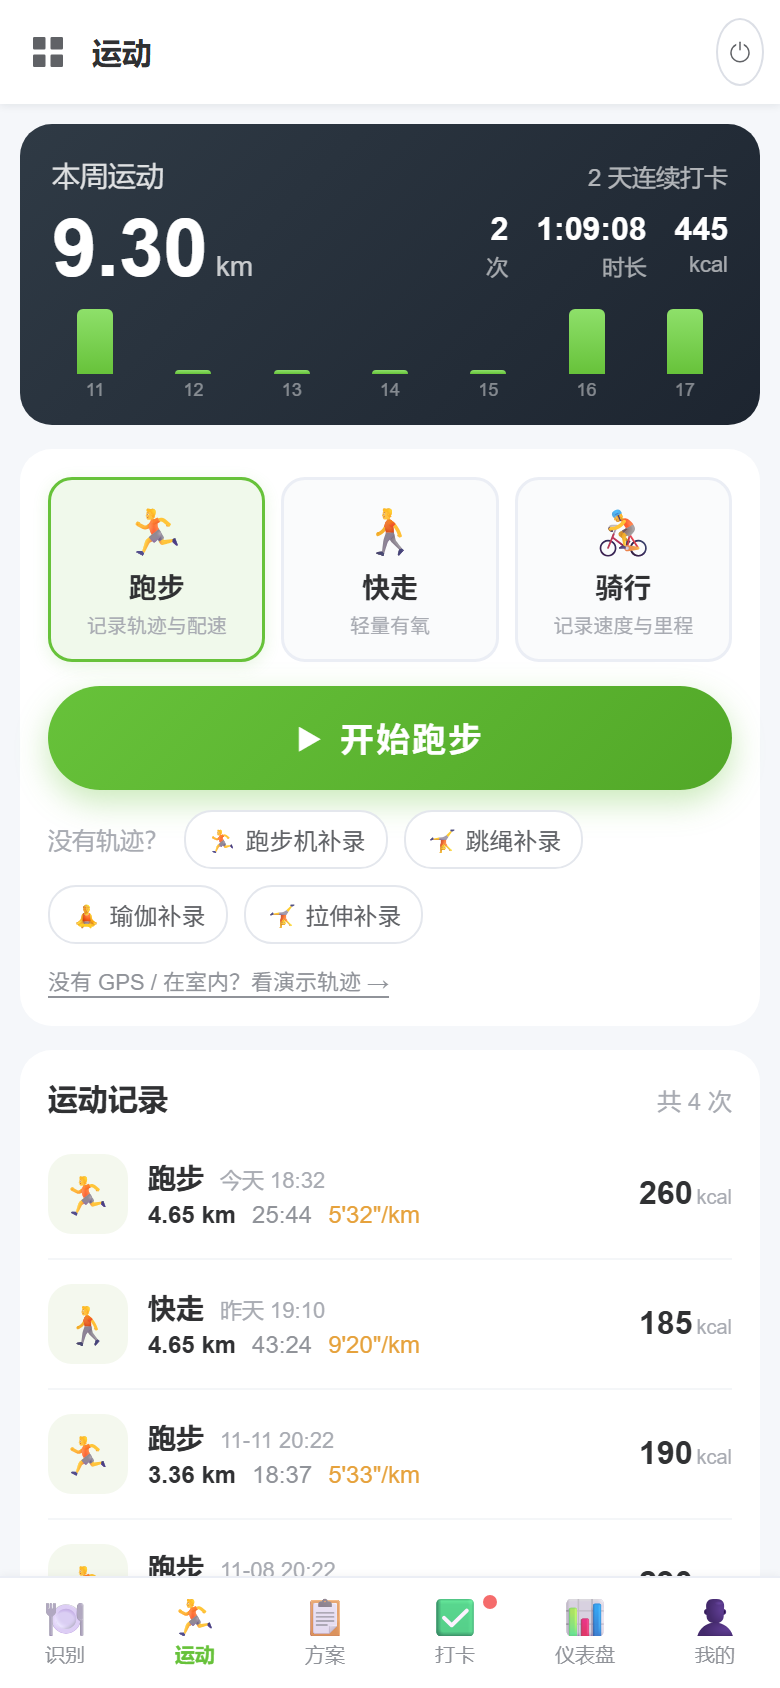 运动
本周运动
2 天连续打卡
9.30 km
2 次
1:09:08 时长
445 kcal
11 12 13 14 15 16 17
跑步
记录轨迹与配速
快走
轻量有氧
骑行
记录速度与里程
▶ 开始跑步
没有轨迹？ 跑步机补录 跳绳补录
瑜伽补录 拉伸补录
没有 GPS / 在室内？看演示轨迹 →
运动记录 共 4 次
跑步 今天 18:32
4.65 km 25:44 5'32"/km
260 kcal
快走 昨天 19:10
4.65 km 43:24 9'20"/km
185 kcal
跑步 11-11 20:22
3.36 km 18:37 5'33"/km
190 kcal
跑步 11-08 20:22
识别 运动 方案 打卡 仪表盘 我的